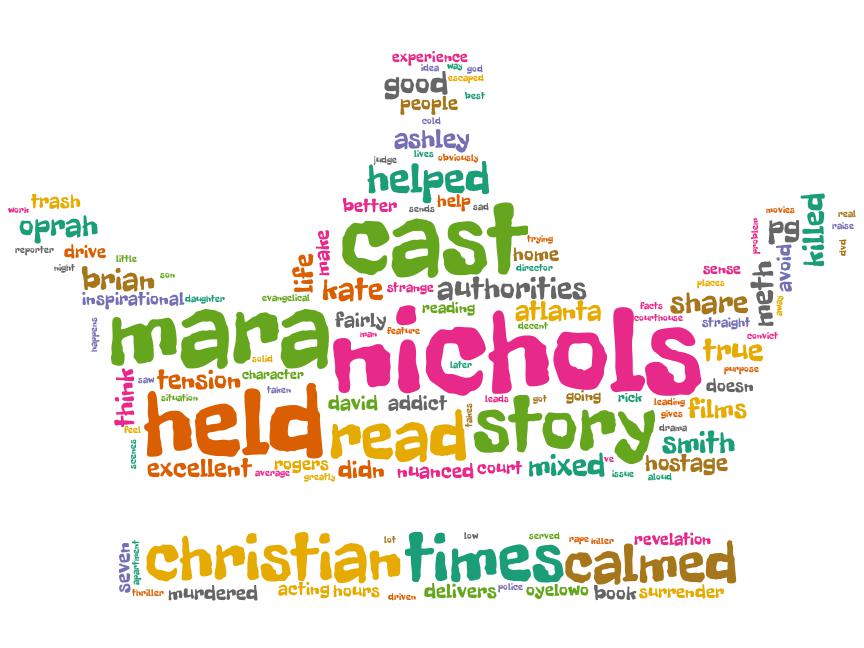 experience
idea way god
good escaped
people best
cold
ashley
judge lives obviously
helped
better sends help sad
cast
trying
home
director
life make
kate strange authorities
evangelical
trash
work
oprah
reporter drive
night little
brian son
inspirational daughter
movies
pg
killed
real
raise
dvd
problem
avoid
meth
away
sense
places
share
facts
courthouse
straight
convict
true
purpose
doesn
happens
mara
fairly
reading
man feature
decent
atlanta
nichols
later
solid
think
saw tension character
situation taken
feel
scenes
held
david addict
takes
leads got going rick leading
gives films
read
story
drama
smith
hostage
excellent average rogers
greatly didn nuanced court mixed ve
issue aloud
seven
apartment
christian
lot
times
low served rape killer revelation
calmed
thriller murdered acting hours driven delivers police oyelowo book surrender